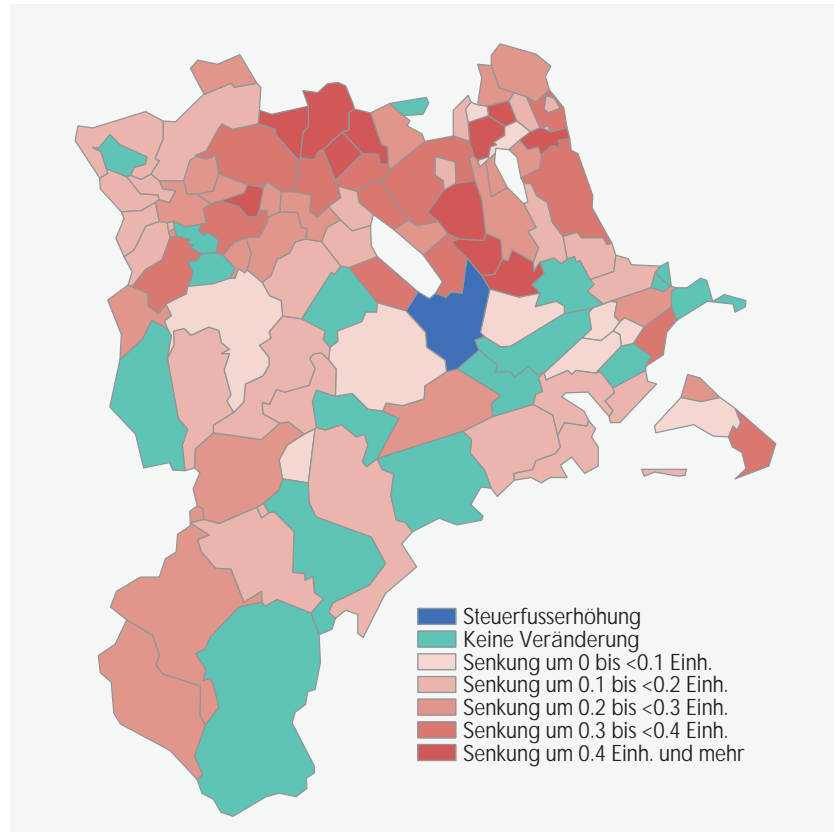 Steuerfusserhöhung
Keine Veränderung
Senkung um 0 bis <0.1 Einh.
Senkung um 0.1 bis <0.2 Einh.
Senkung um 0.2 bis <0.3 Einh.
Senkung um 0.3 bis <0.4 Einh.
Senkung um 0.4 Einh. und mehr